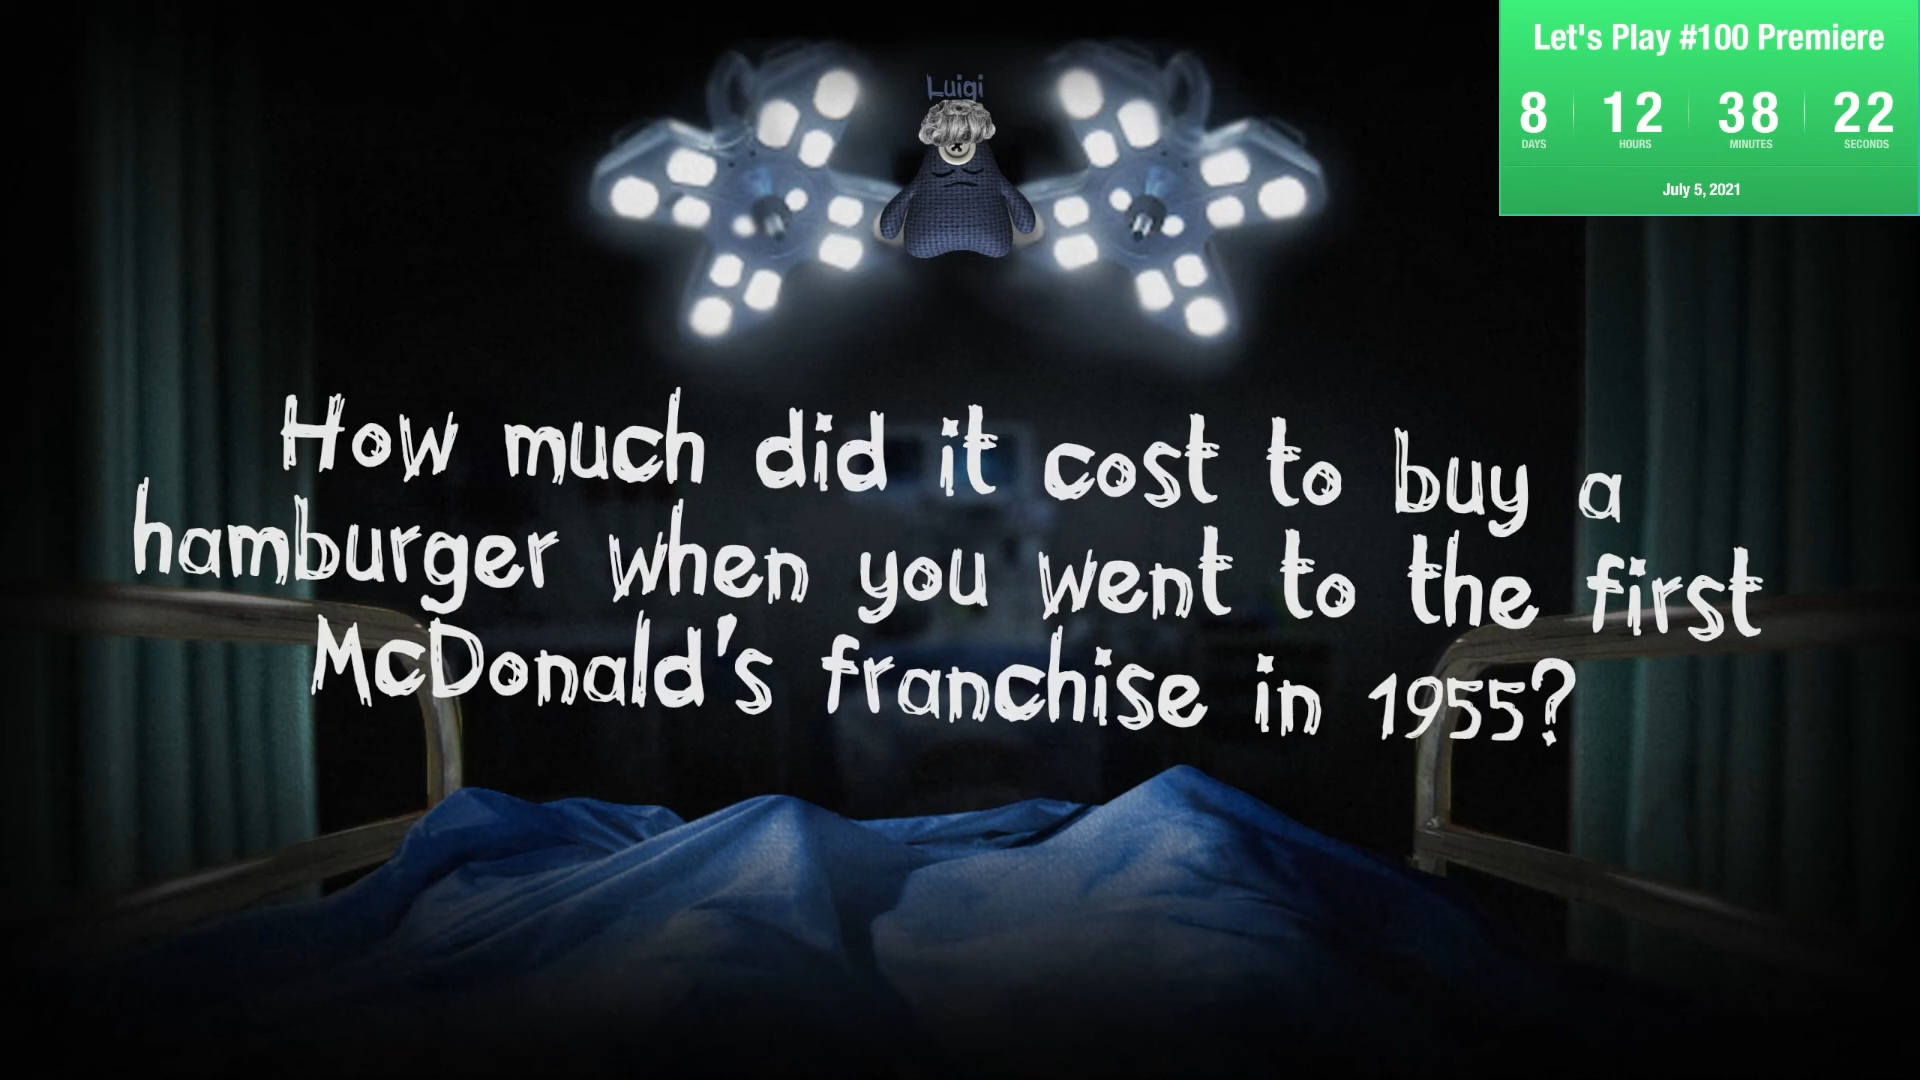 Let's Play #100 Premiere
8 12 38 22
DAYS HOURS MINUTES SECONDS
July 5, 2021
Luigi
How much did it cost to buy a
hamburger when you went to the first
McDonald's franchise in 1955?